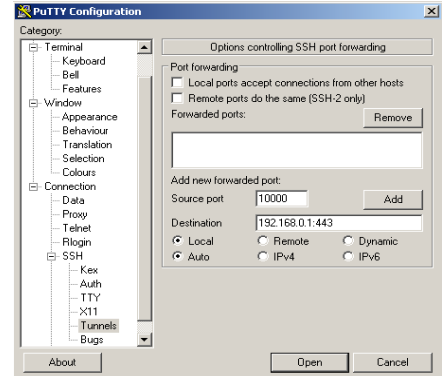 PuTTY Configuration
Category:
Terminal
Keyboard
Bell
Features
Window
Appearance
Behaviour
Translation
Selection
Colours
Connection
Data
Proxy
Telnet
Rlogin
SSH
Kex
Auth
TTY
X11
Tunnels
Bugs
Options controlling SSH port forwarding
Port forwarding
Local ports accept connections from other hosts
Remote ports do the same (SSH-2 only)
Forwarded ports: Remove
Add new forwarded port:
Source port 10000 Add
Destination 192.168.0.1:443
Local Remote Dynamic
Auto IPv4 IPv6
About Open Cancel